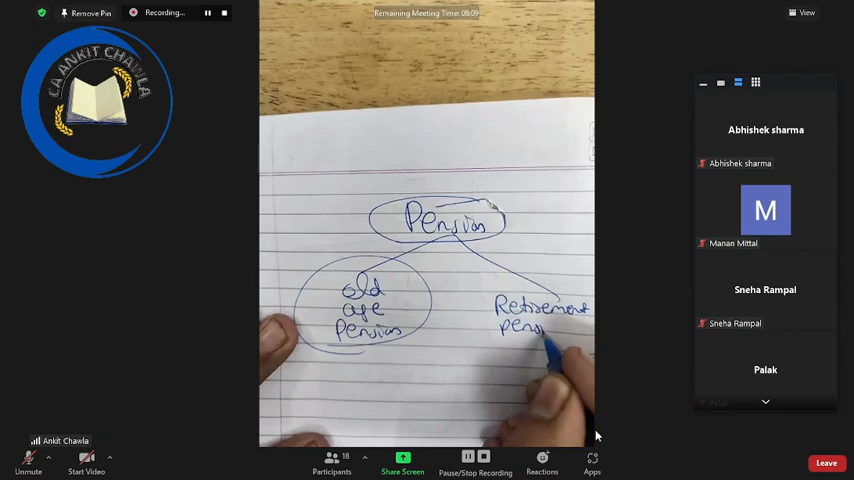 Remove Pin
Recording...
Remaining Meeting Time: 08:09
View
CA ANKIT CHAWLA
Pension
old
age
Pension
Retirement
pens
Abhishek sharma
Abhishek sharma
M
Manan Mittal
Sneha Rampal
Sneha Rampal
Palak
Palak
Ankit Chawla
Unmute
Start Video
18
Participants
Share Screen
Pause/Stop Recording
Reactions
Apps
Leave